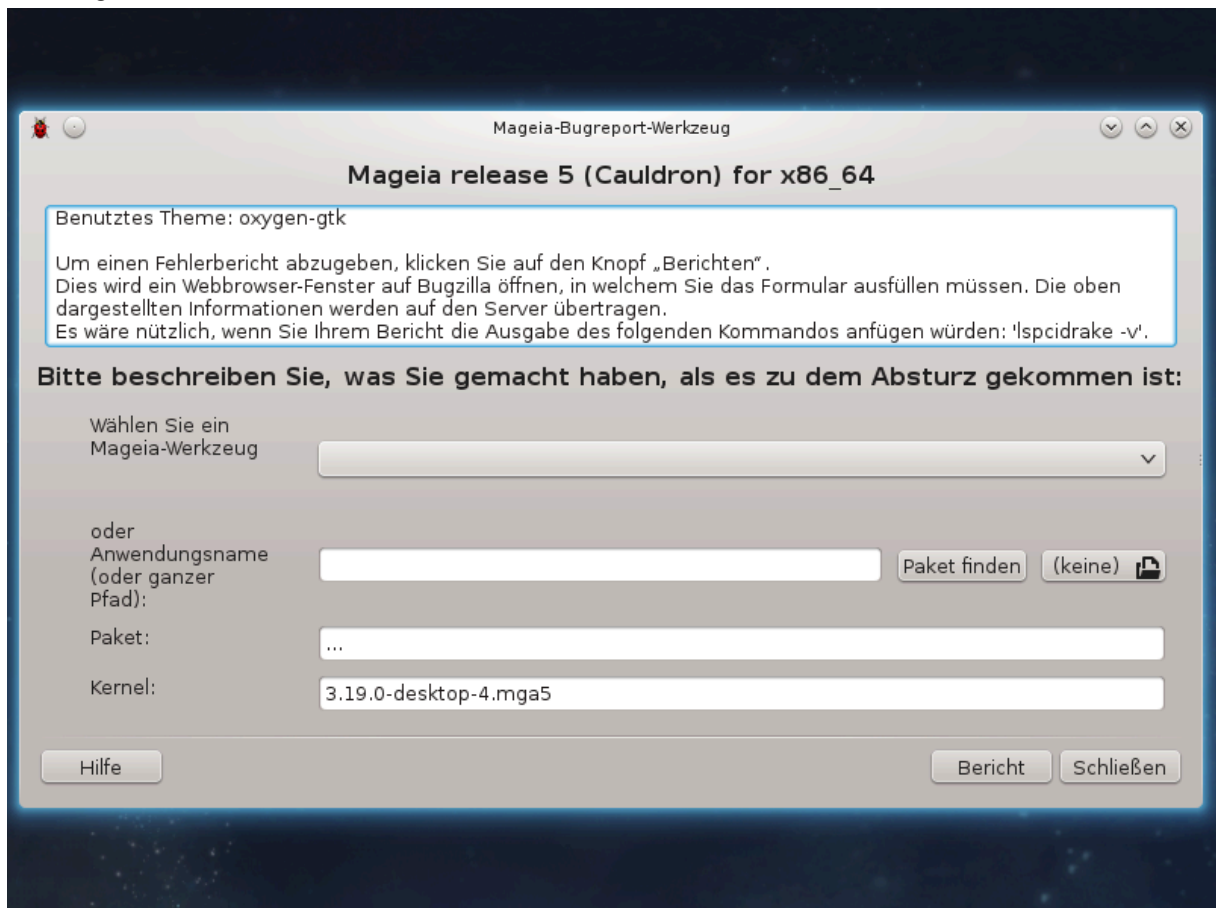 Mageia-Bugreport-Werkzeug
Mageia release 5 (Cauldron) for x86_64
Benutztes Theme: oxygen-gtk
Um einen Fehlerbericht abzugeben, klicken Sie auf den Knopf „Berichten“.
Dies wird ein Webbrowser-Fenster auf Bugzilla öffnen, in welchem Sie das Formular ausfüllen müssen. Die oben
dargestellten Informationen werden auf den Server übertragen.
Es wäre nützlich, wenn Sie Ihrem Bericht die Ausgabe des folgenden Kommandos anfügen würden: 'lspcidrake -v'.
Bitte beschreiben Sie, was Sie gemacht haben, als es zu dem Absturz gekommen ist:
Wählen Sie ein
Mageia-Werkzeug
oder
Anwendungsname
(oder ganzer
Pfad):
Paket finden
(keine)
Paket:
...
Kernel:
3.19.0-desktop-4.mga5
Hilfe
Bericht
Schließen